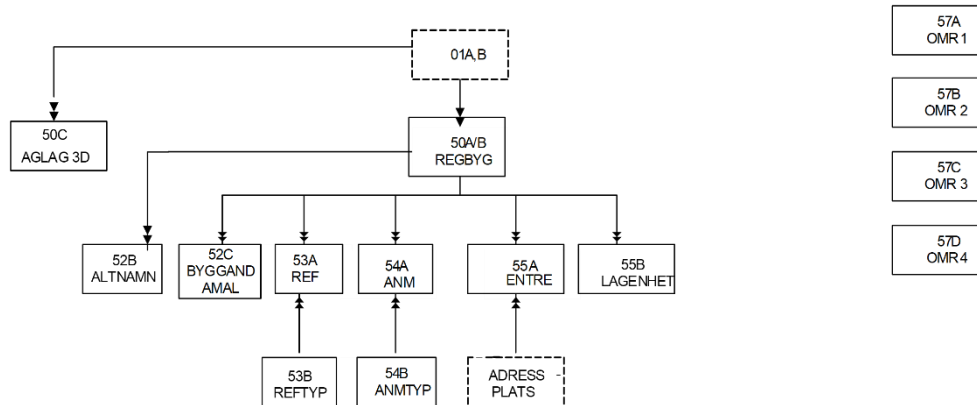 01A,B
57A
OMR 1
57B
OMR 2
50C
AGLAG 3D
50A/B
REGBYG
57C
OMR 3
57D
OMR 4
52B
ALTNAMN
52C
BYGGAND
AMAL
53A
REF
54A
ANM
55A
ENTRE
55B
LAGENHET
53B
REFTYP
54B
ANMTYP
ADRESS -
PLATS